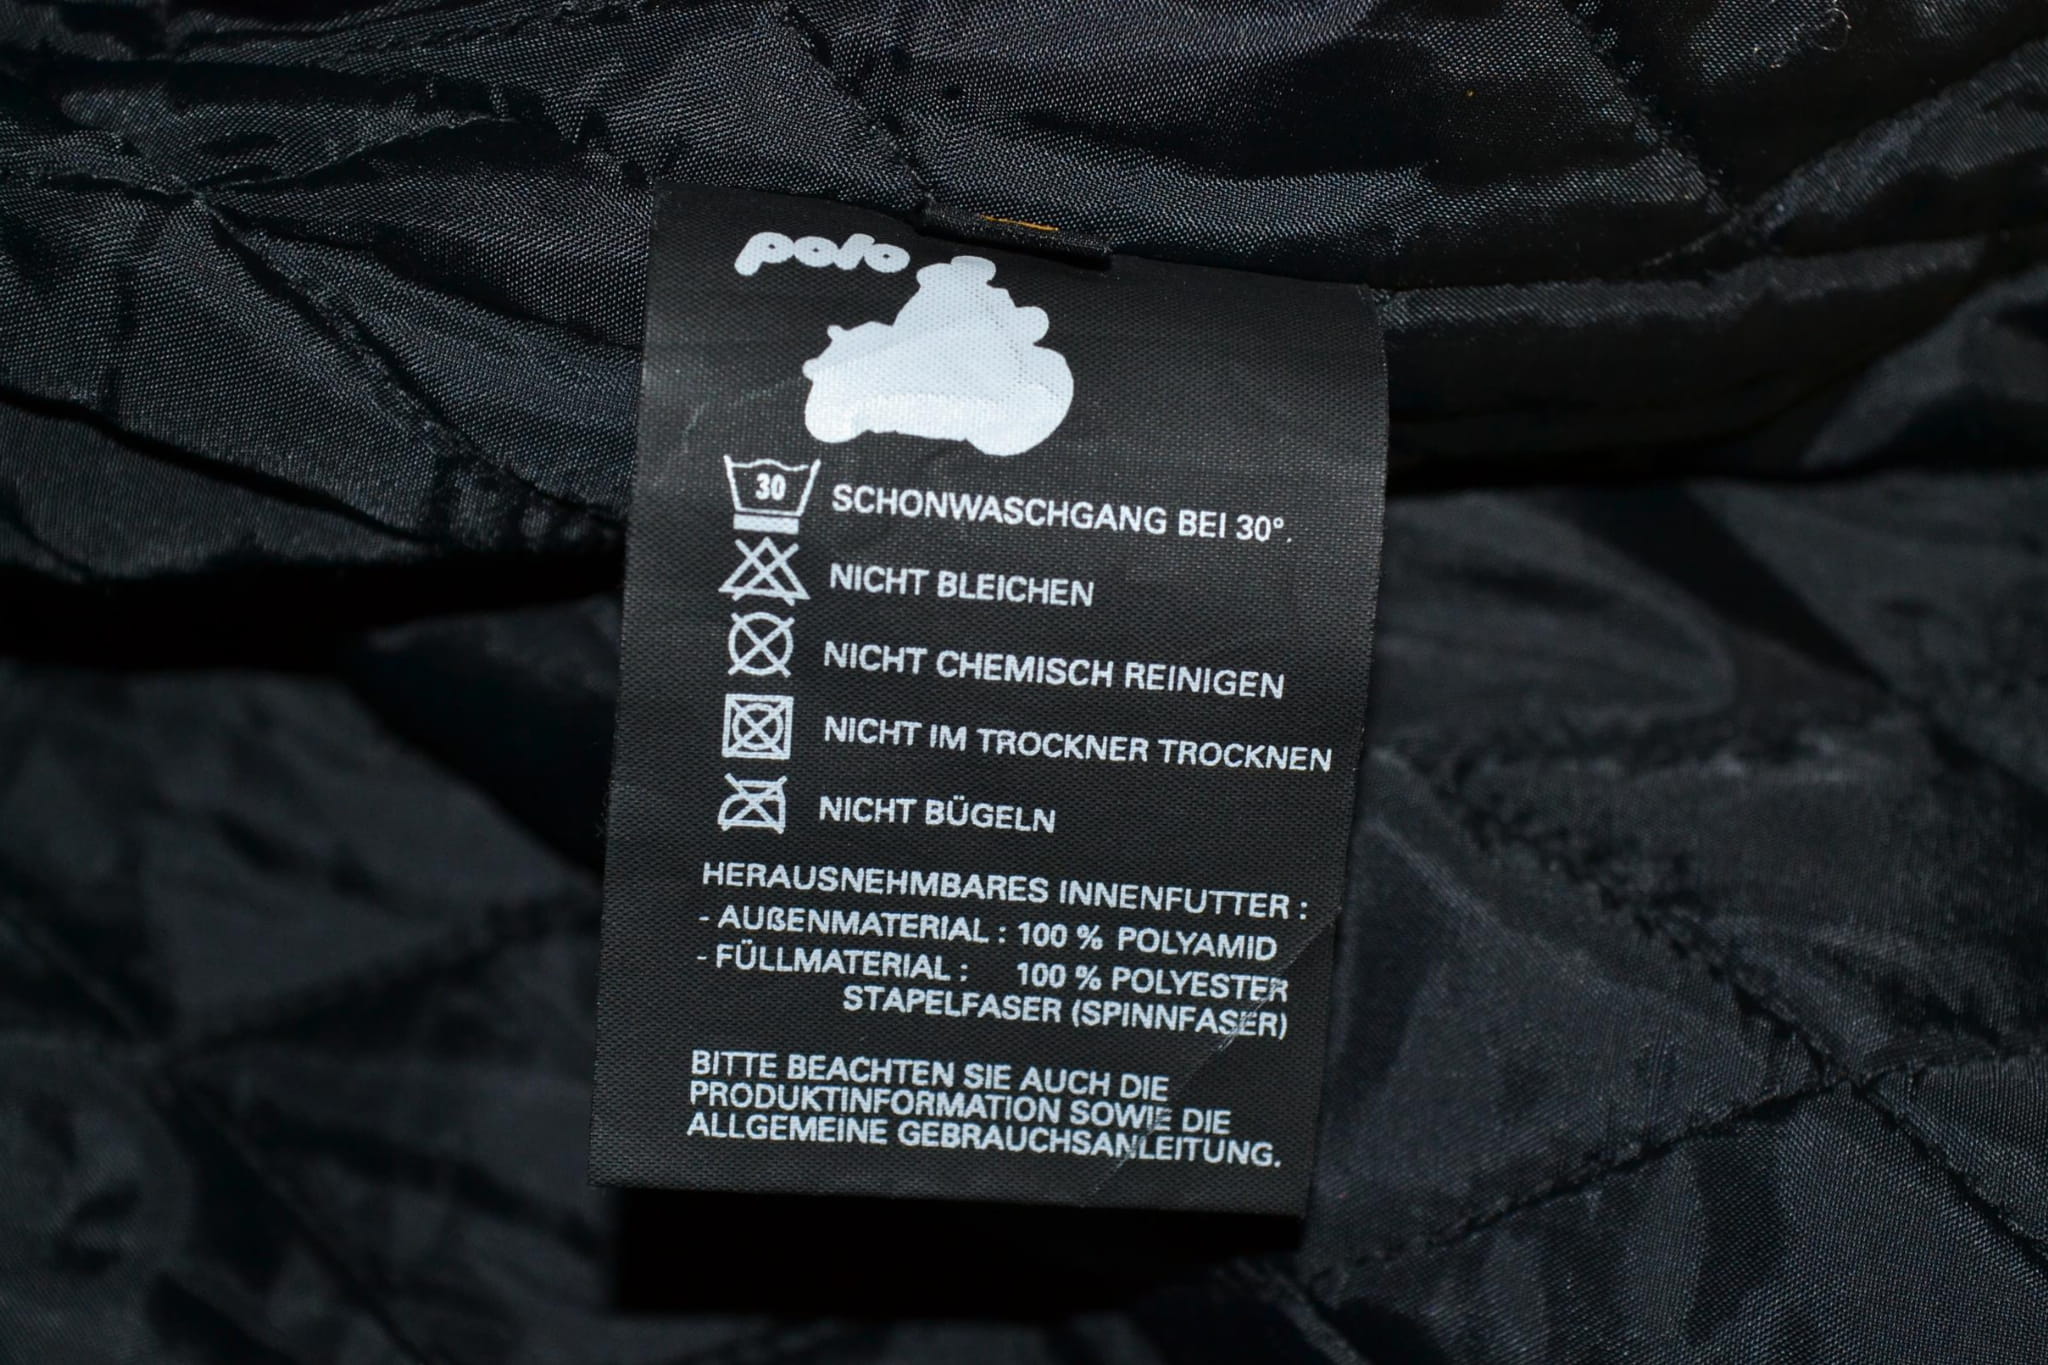 polo
30 SCHONWASCHGANG BEI 30°.
NICHT BLEICHEN
NICHT CHEMISCH REINIGEN
NICHT IM TROCKNER TROCKNEN
NICHT BÜGELN
HERAUSNEHMBARES INNENFUTTER :
- AUßENMATERIAL : 100 % POLYAMID
- FÜLLMATERIAL : 100 % POLYESTER
STAPELFASER (SPINNFASER)
BITTE BEACHTEN SIE AUCH DIE
PRODUKTINFORMATION SOWIE DIE
ALLGEMEINE GEBRAUCHSANLEITUNG.